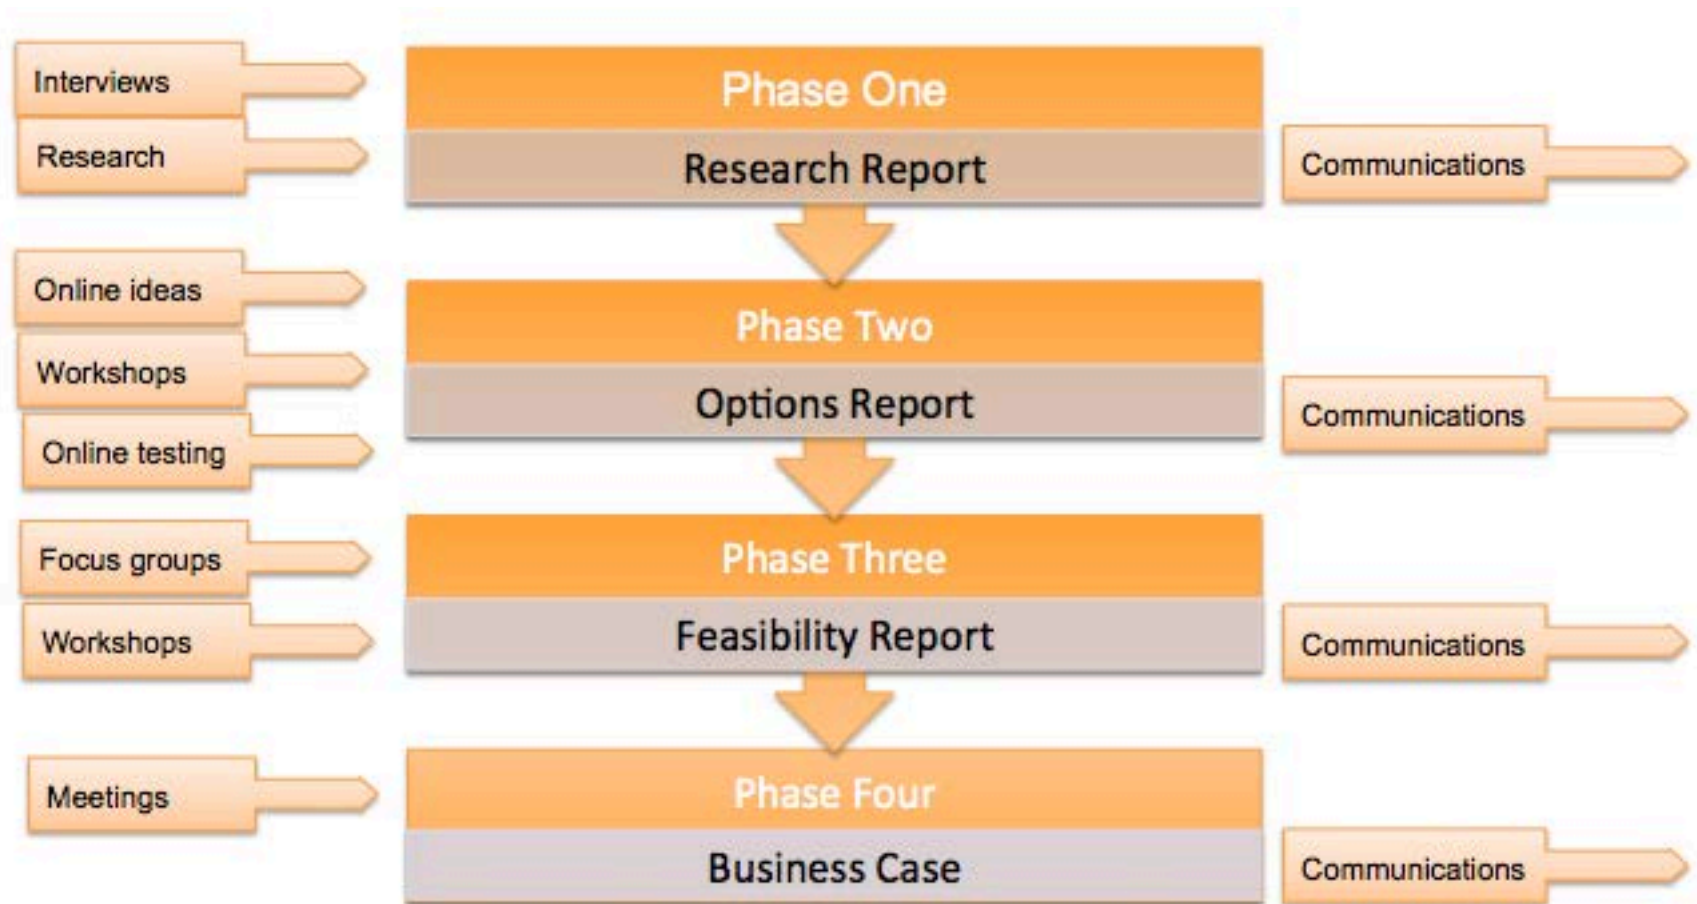 Interviews
Research
Phase One
Research Report
Communications
Online ideas
Workshops
Online testing
Phase Two
Options Report
Communications
Focus groups
Workshops
Phase Three
Feasibility Report
Communications
Meetings
Phase Four
Business Case
Communications